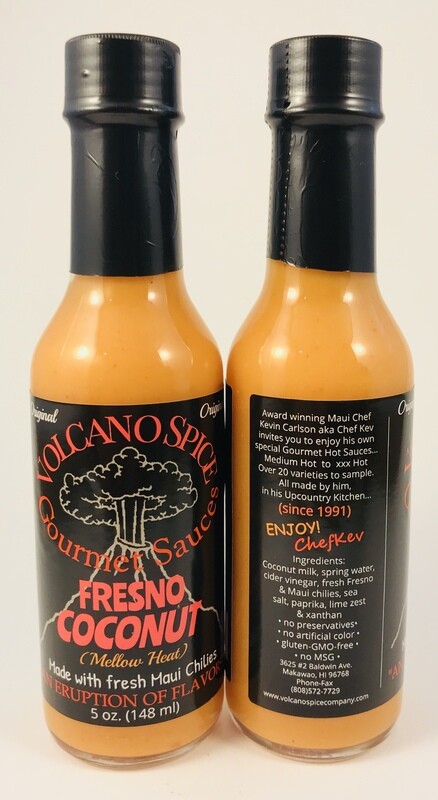 Original
Origi
VOLCANO SPICE
Gourmet Sauces
FRESNO
COCONUT
(Mellow Heat)
Made with fresh Maui Chilies
AN ERUPTION OF FLAVOR
5 oz. (148 ml)
Award winning Maui Chef
Kevin Carlson aka Chef Kev
invites you to enjoy his own
special Gourmet Hot Sauces...
Medium Hot to xxx Hot
Over 20 varieties to sample.
All made by him,
in his Upcountry Kitchen...
(since 1991)
ENJOY!
ChefKev
Ingredients:
Coconut milk, spring water,
cider vinegar, fresh Fresno
& Maui chilies, sea
salt, paprika, lime zest
& xanthan
• no preservatives•
• no artificial color •
• gluten-GMO-free •
• no MSG •
3625 #2 Baldwin Ave.
Makawao, HI 96768
Phone-Fax
(808)572-7729
www.volcanospicecompany.com
Ori
"AN